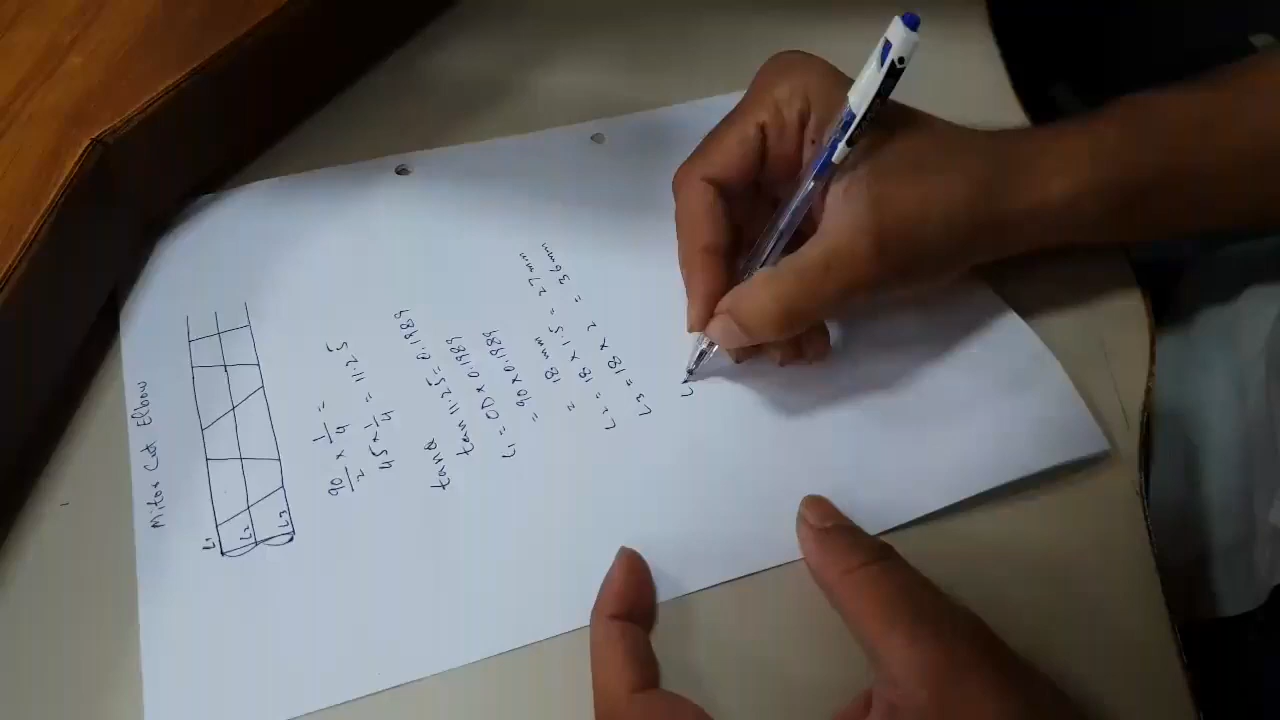 Miter Cut Elbow
L1
L2
L3
90/2 × 1/4 =
45 × 1/4 = 11.25
tanα
tan 11.25 = 0.1989
L1 = OD × 0.1989
= 90 × 0.1989
= 18 mm
L2 = 18 × 1.5 = 27 mm
L3 = 18 × 2 = 36 mm
L